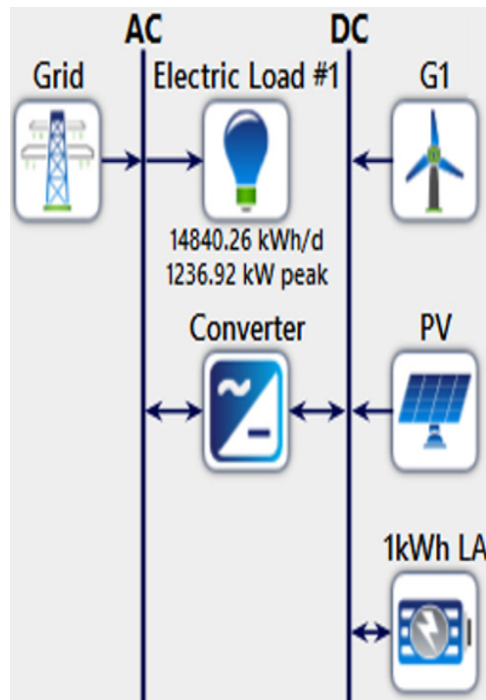 AC
DC
Grid
Electric Load #1
G1
14840.26 kWh/d
1236.92 kW peak
Converter
PV
1kWh LA